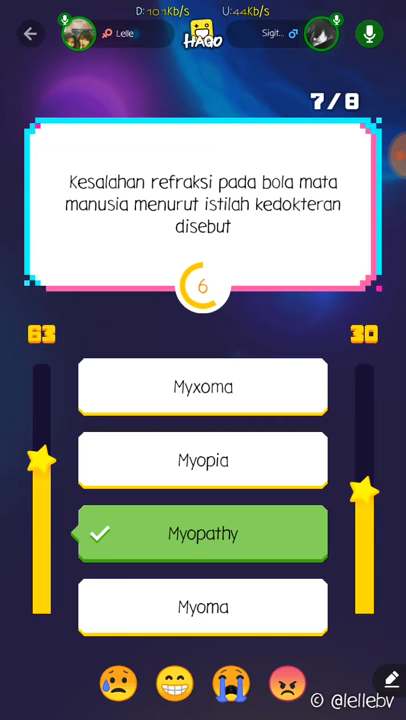 D: 10.1Kb/s U:44Kb/s
Lelle
HAGO
Sigit...
7/8
Kesalahan refraksi pada bola mata
manusia menurut istilah kedokteran
disebut
6
83
30
Myxoma
Myopia
Myopathy
Myoma
© @lellebv